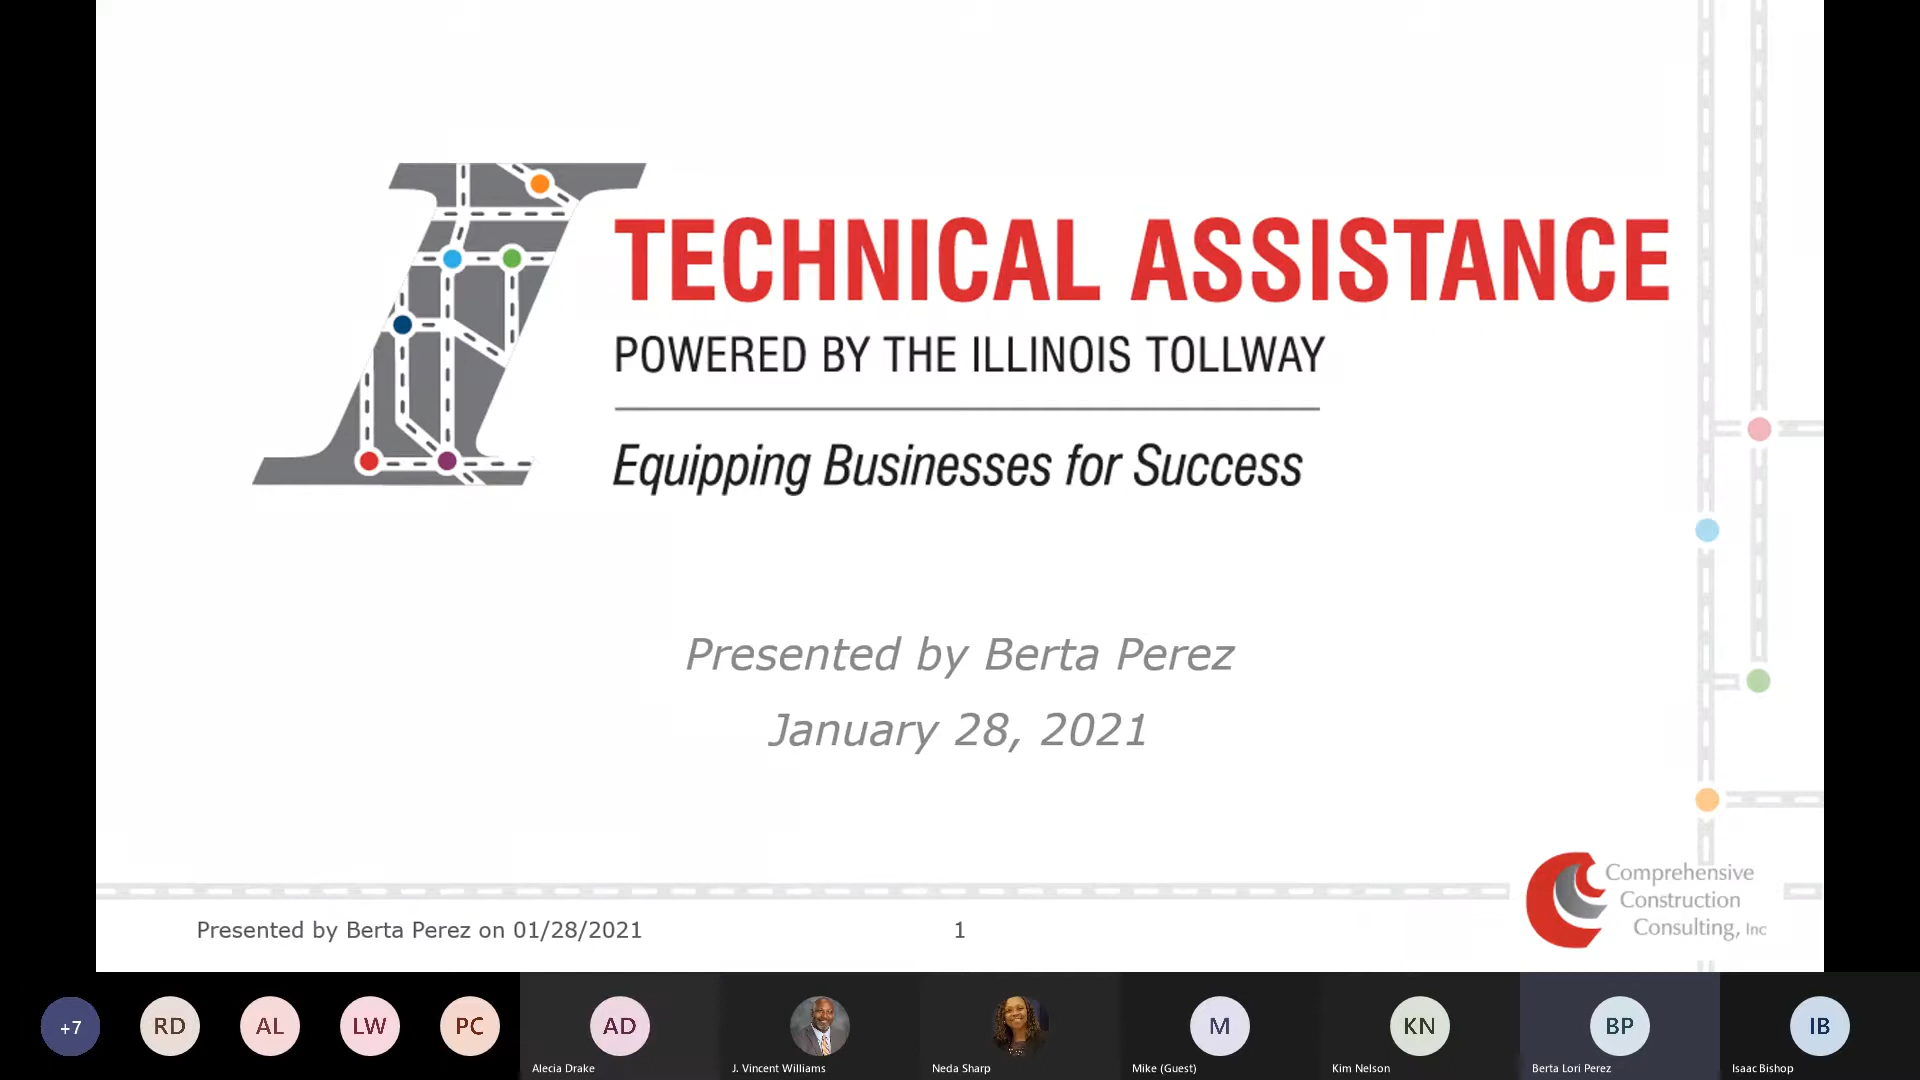 TECHNICAL ASSISTANCE
POWERED BY THE ILLINOIS TOLLWAY
Equipping Businesses for Success
Presented by Berta Perez
January 28, 2021
Comprehensive
Construction
Consulting, Inc
Presented by Berta Perez on 01/28/2021
1
+7
RD
AL
LW
PC
AD
M
KN
BP
IB
Alecia Drake
J. Vincent Williams
Neda Sharp
Mike (Guest)
Kim Nelson
Berta Lori Perez
Isaac Bishop